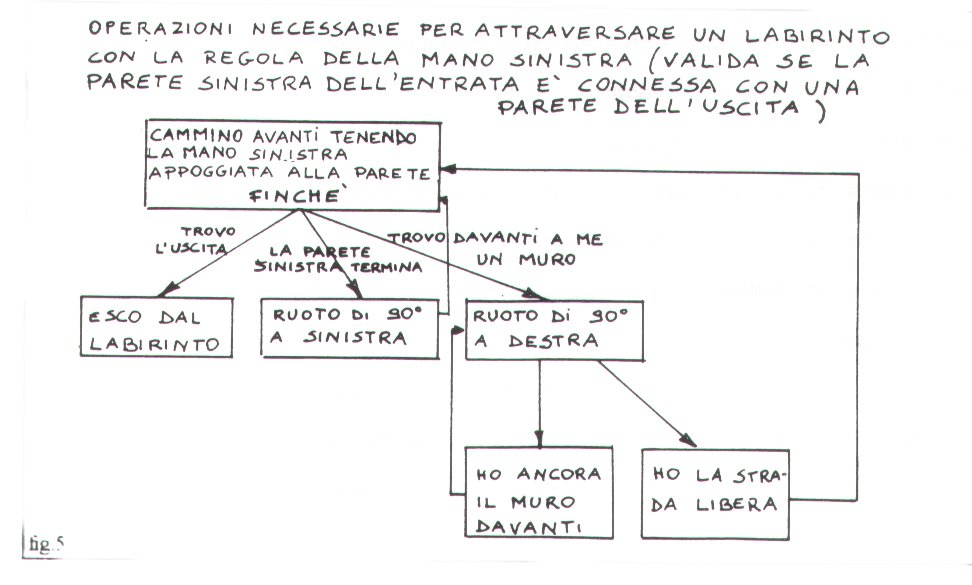 OPERAZIONI NECESSARIE PER ATTRAVERSARE UN LABIRINTO
CON LA REGOLA DELLA MANO SINISTRA (VALIDA SE LA
PARETE SINISTRA DELL'ENTRATA E' CONNESSA CON UNA
PARETE DELL'USCITA)
CAMMINO AVANTI TENENDO
LA MANO SINISTRA
APPOGGIATA ALLA PARETE
FINCHE'
TROVO
L'USCITA
LA PARETE
SINISTRA TERMINA
TROVO DAVANTI A ME
UN MURO
ESCO DAL
LABIRINTO
RUOTO DI 90°
A SINISTRA
RUOTO DI 90°
A DESTRA
HO ANCORA
IL MURO
DAVANTI
HO LA STRA-
DA LIBERA
fig.5